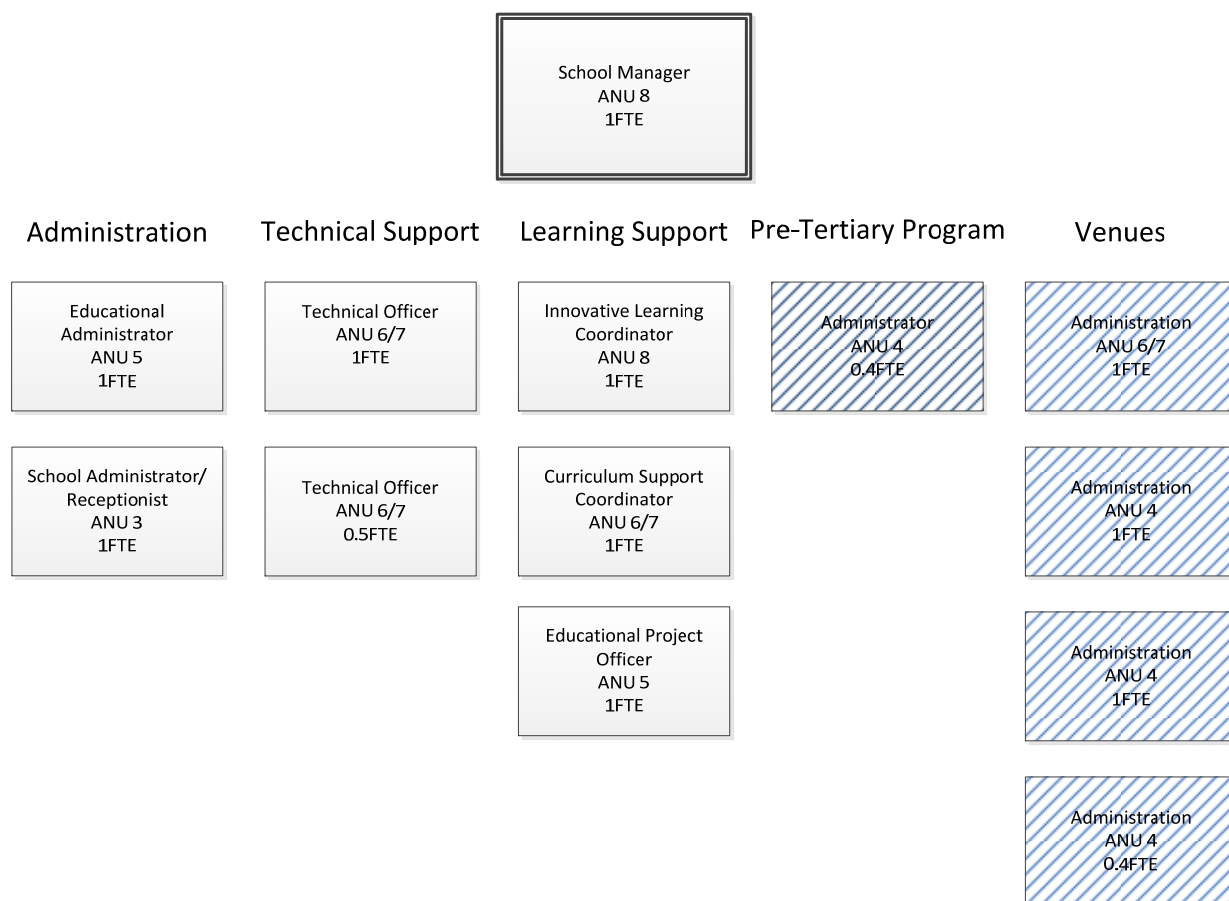 School Manager
ANU 8
1FTE
Administration
Technical Support
Learning Support
Pre-Tertiary Program
Venues
Educational
Administrator
ANU 5
1FTE
Technical Officer
ANU 6/7
1FTE
Innovative Learning
Coordinator
ANU 8
1FTE
Administrator
ANU 4
0.4FTE
Administration
ANU 6/7
1FTE
School Administrator/
Receptionist
ANU 3
1FTE
Technical Officer
ANU 6/7
0.5FTE
Curriculum Support
Coordinator
ANU 6/7
1FTE
Administration
ANU 4
1FTE
Educational Project
Officer
ANU 5
1FTE
Administration
ANU 4
1FTE
Administration
ANU 4
0.4FTE